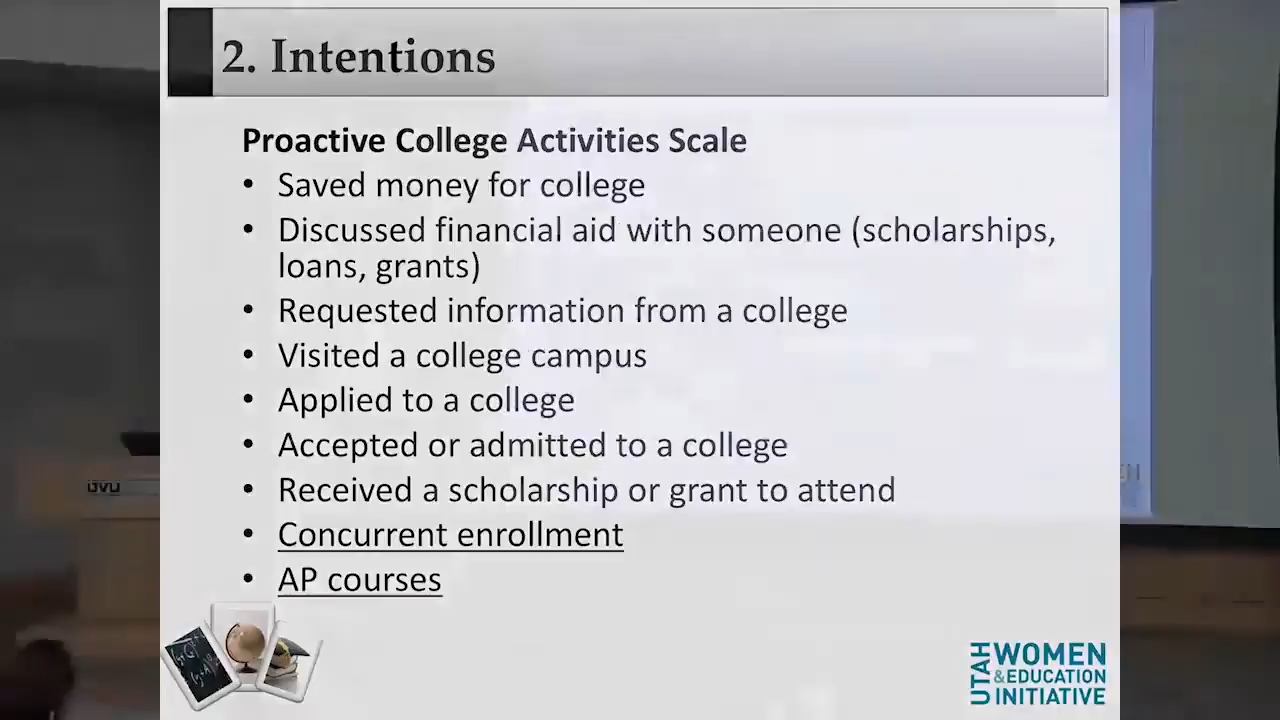 2. Intentions
Proactive College Activities Scale
• Saved money for college
• Discussed financial aid with someone (scholarships,
loans, grants)
• Requested information from a college
• Visited a college campus
• Applied to a college
• Accepted or admitted to a college
• Received a scholarship or grant to attend
• Concurrent enrollment
• AP courses
UVU
UTAH WOMEN
& EDUCATION
INITIATIVE